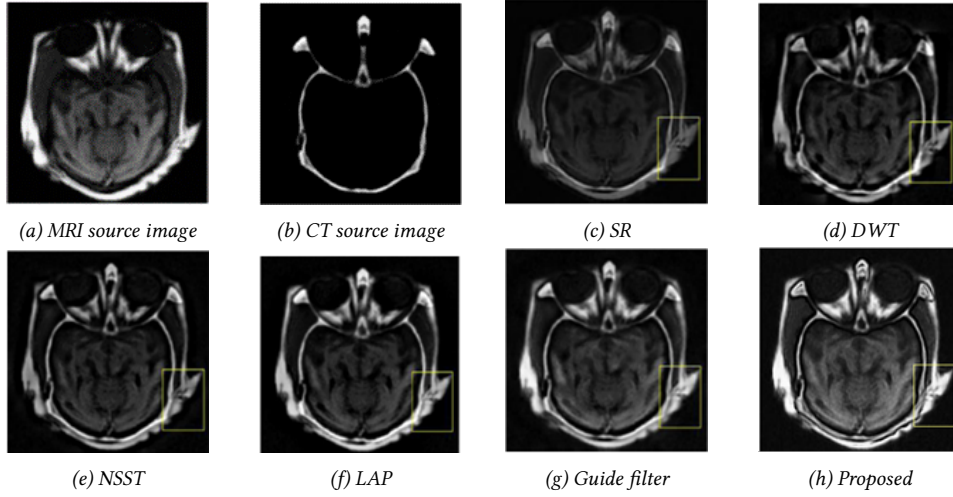 (a) MRI source image
(b) CT source image
(c) SR
(d) DWT
(e) NSST
(f) LAP
(g) Guide filter
(h) Proposed